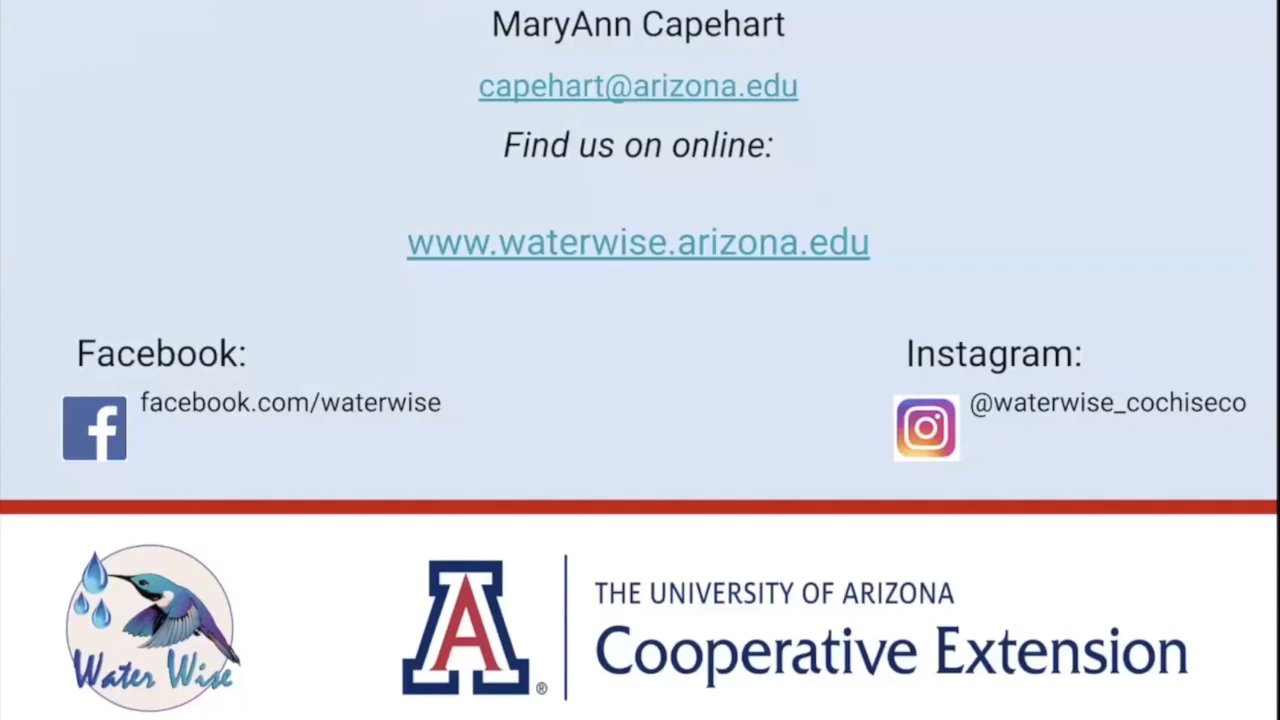 MaryAnn Capehart
capehart@arizona.edu
Find us on online:
www.waterwise.arizona.edu
Facebook:
facebook.com/waterwise
Instagram:
@waterwise_cochiseco
Water Wise
A®
THE UNIVERSITY OF ARIZONA
Cooperative Extension